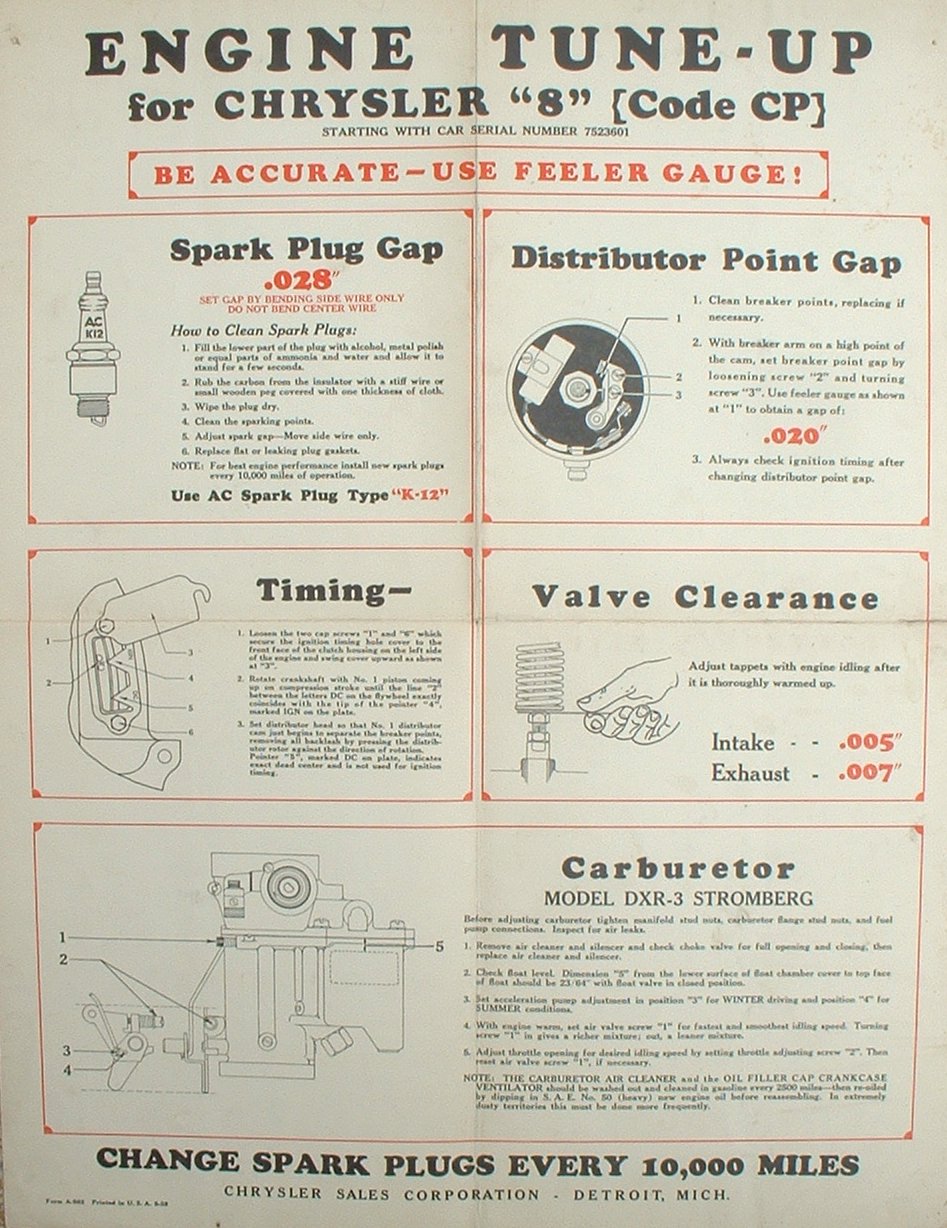 ENGINE TUNE-UP
for CHRYSLER "8" [Code CP]
STARTING WITH CAR SERIAL NUMBER 7523601
BE ACCURATE—USE FEELER GAUGE!
Spark Plug Gap
.028"
SET GAP BY BENDING SIDE WIRE ONLY
DO NOT BEND CENTER WIRE
AC
K12
How to Clean Spark Plugs:
1. Fill the lower part of the plug with alcohol, metal polish
or equal parts of ammonia and water and allow it to
stand for a few seconds.
2. Rub the carbon from the insulator with a stiff wire or
small wooden peg covered with one thickness of cloth.
3. Wipe the plug dry.
4. Clean the sparking points.
5. Adjust spark gap—Move side wire only.
6. Replace flat or leaking plug gaskets.
NOTE: For best engine performance install new spark plugs
every 10,000 miles of operation.
Use AC Spark Plug Type "K-12"
Distributor Point Gap
1
2
3
1. Clean breaker points, replacing if
necessary.
2. With breaker arm on a high point of
the cam, set breaker point gap by
loosening screw "2" and turning
screw "3". Use feeler gauge as shown
at "1" to obtain a gap of:
.020"
3. Always check ignition timing after
changing distributor point gap.
Timing—
1
2
3
4
5
6
1. Loosen the two cap screws "1" and "6" which
secure the ignition timing hole cover to the
front face of the clutch housing on the left side
of the engine and swing cover upward as shown
at "3".
2. Rotate crankshaft with No. 1 piston coming
up on compression stroke until the line "2"
between the letters DC on the flywheel exactly
coincides with the tip of the pointer "4",
marked IGN on the plate.
3. Set distributor head so that No. 1 distributor
cam just begins to separate the breaker points,
removing all backlash by pressing the distrib-
utor rotor against the direction of rotation.
Pointer "5", marked DC on plate, indicates
exact dead center and is not used for ignition
timing.
Valve Clearance
Adjust tappets with engine idling after
it is thoroughly warmed up.
Intake - - .005"
Exhaust - .007"
1
2
3
4
5
Carburetor
MODEL DXR-3 STROMBERG
Before adjusting carburetor tighten manifold stud nuts, carburetor flange stud nuts, and fuel
pump connections. Inspect for air leaks.
1. Remove air cleaner and silencer and check choke valve for full opening and closing, then
replace air cleaner and silencer.
2. Check float level. Dimension "5" from the lower surface of float chamber cover to top face
of float should be 23/64" with float valve in closed position.
3. Set acceleration pump adjustment in position "3" for WINTER driving and position "4" for
SUMMER conditions.
4. With engine warm, set air valve screw "1" for fastest and smoothest idling speed. Turning
screw "1" in gives a richer mixture; out, a leaner mixture.
5. Adjust throttle opening for desired idling speed by setting throttle adjusting screw "2". Then
reset air valve screw "1", if necessary.
NOTE: THE CARBURETOR AIR CLEANER and the OIL FILLER CAP CRANKCASE
VENTILATOR should be washed out and cleaned in gasoline every 2500 miles—then re-oiled
by dipping in S. A. E. No. 50 (heavy) new engine oil before reassembling. In extremely
dusty territories this must be done more frequently.
CHANGE SPARK PLUGS EVERY 10,000 MILES
CHRYSLER SALES CORPORATION - DETROIT, MICH.
Printed in U. S. A.